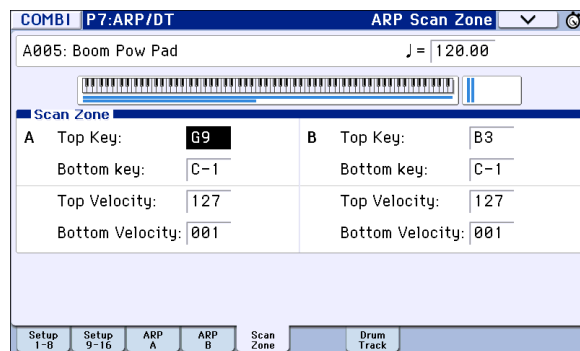 COMBI P7:ARP/DT ARP Scan Zone
A005: Boom Pow Pad ♩= 120.00
Scan Zone
A Top Key: G9 B Top Key: B3
Bottom key: C-1 Bottom key: C-1
Top Velocity: 127 Top Velocity: 127
Bottom Velocity: 001 Bottom Velocity: 001
Setup 1-8 Setup 9-16 ARP A ARP B Scan Zone Drum Track